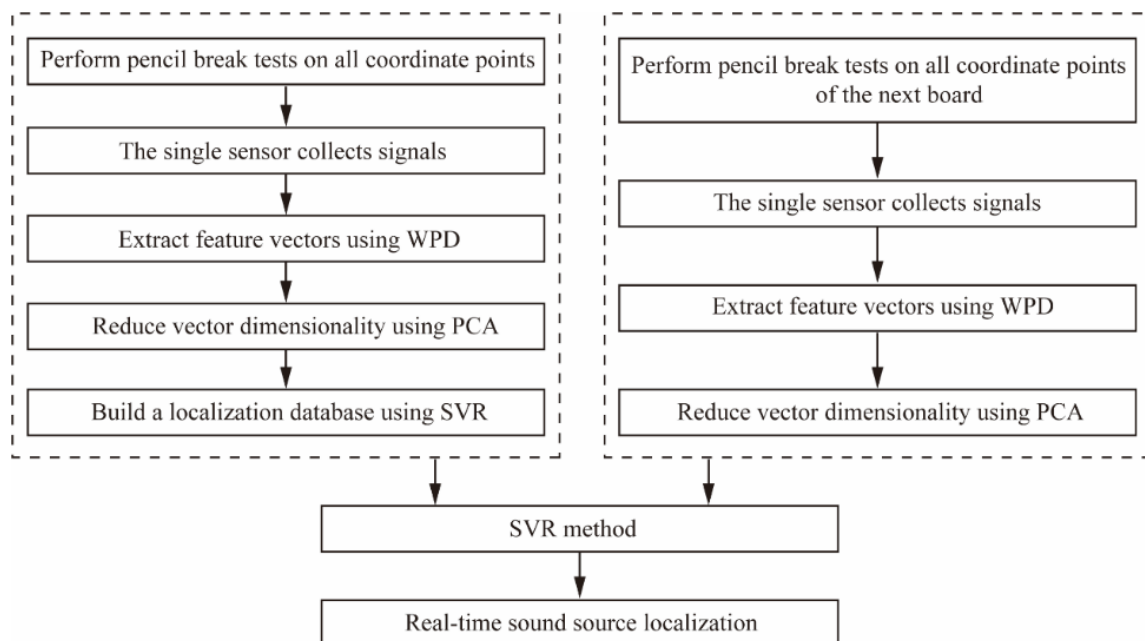 Perform pencil break tests on all coordinate points
The single sensor collects signals
Extract feature vectors using WPD
Reduce vector dimensionality using PCA
Build a localization database using SVR
Perform pencil break tests on all coordinate points
of the next board
The single sensor collects signals
Extract feature vectors using WPD
Reduce vector dimensionality using PCA
SVR method
Real-time sound source localization